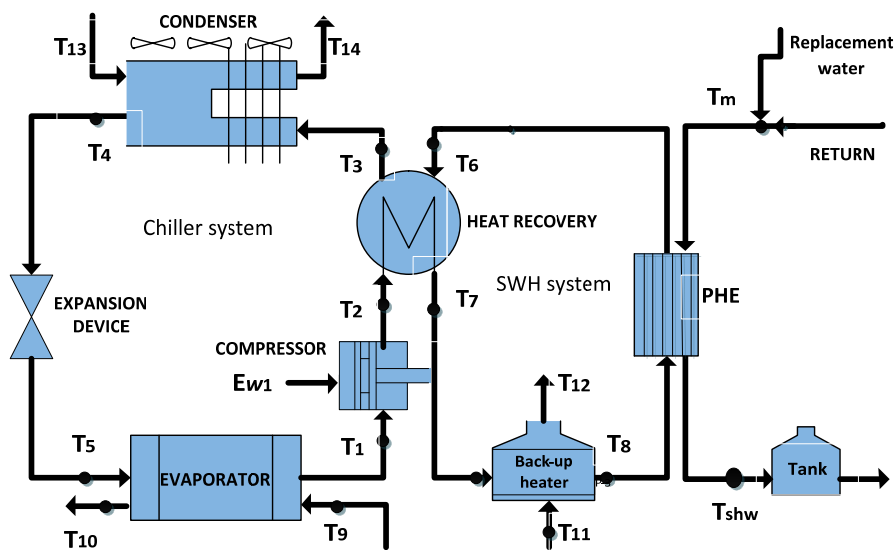 CONDENSER
T13
T14
Replacement
water
Tm
T4
T3
T6
RETURN
Chiller system
HEAT RECOVERY
SWH system
EXPANSION
DEVICE
T2
T7
PHE
COMPRESSOR
Ew1
T12
T5
T1
T8
EVAPORATOR
Back-up
heater
Tank
Tshw
T10
T9
T11